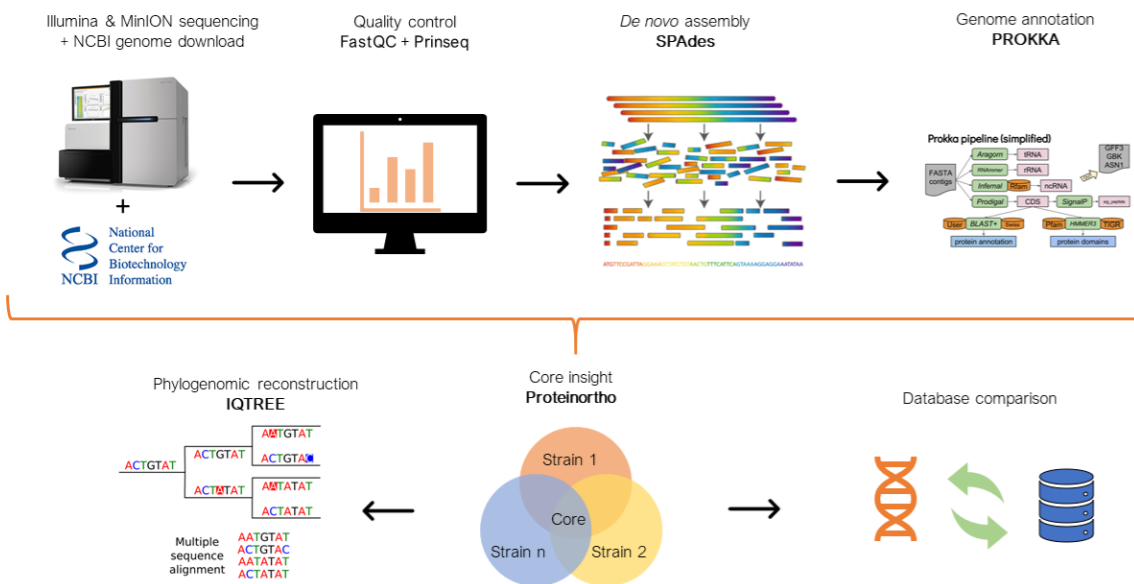 Illumina & MinION sequencing
+ NCBI genome download
Quality control
FastQC + Prinseq
De novo assembly
SPAdes
Genome annotation
PROKKA
+
NCBI
National
Center for
Biotechnology
Information
ATGTTCCGATTAGGAAACCTATCTGTAACTGTTTCATTCAGTAAAAGGAGGAAATATAA
Prokka pipeline (simplified)
FASTA
contigs
Aragorn
tRNA
RNAmmer
rRNA
Infernal
Rfam
ncRNA
Prodigal
CDS
SignalP
sig_peptide
GFF3
GBK
ASN1
User
BLAST+
protein annotation
Pfam
HMMER3
TIGR
protein domains
Phylogenomic reconstruction
IQTREE
ACTGTAT
ACTGTAT
ACTATAT
AATGTAT
ACTGTAC
AATATAT
ACTATAT
Multiple
sequence
alignment
AATGTAT
ACTGTAC
AATATAT
ACTATAT
Core insight
Proteinortho
Strain 1
Core
Strain n
Strain 2
Database comparison